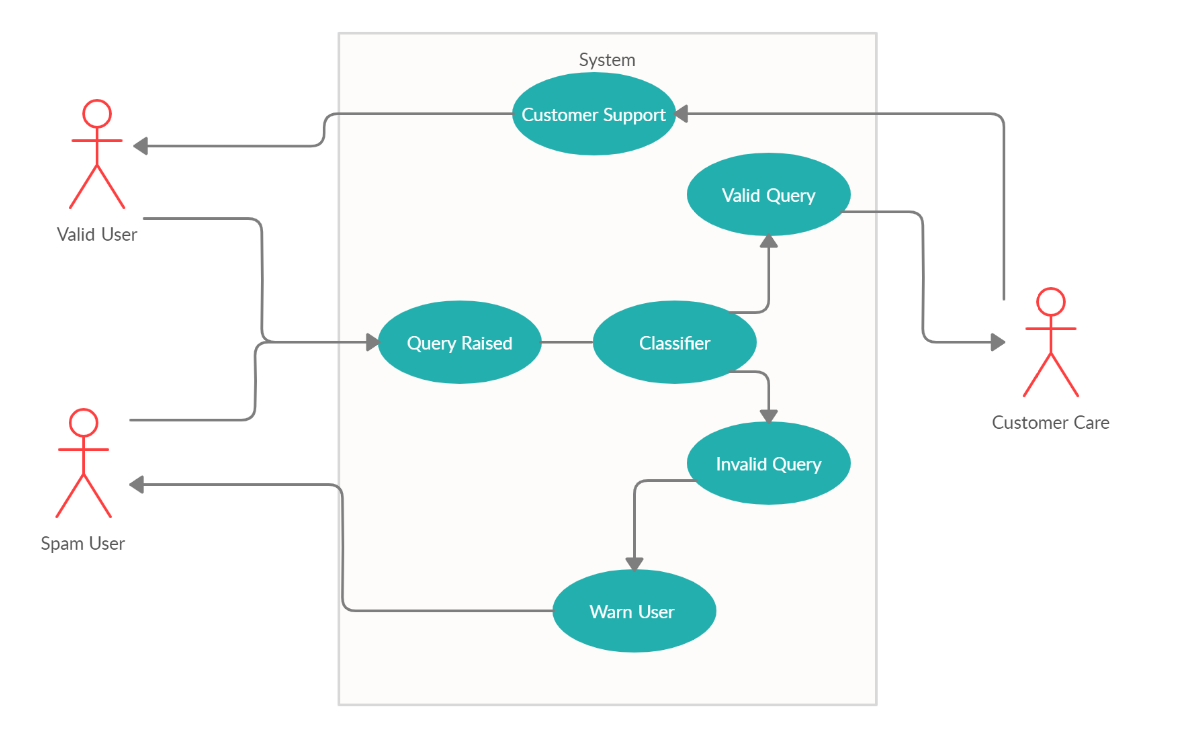 System
Customer Support
Valid Query
Valid User
Query Raised
Classifier
Customer Care
Invalid Query
Spam User
Warn User